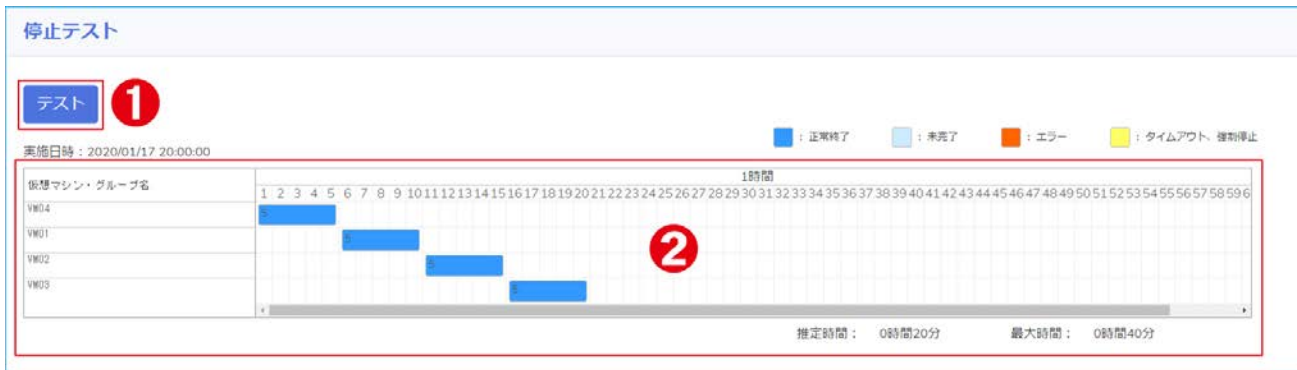 停止テスト
テスト
1
:正常終了 :未完了 :エラー :タイムアウト、強制停止
実施日時:2020/01/17 20:00:00
仮想マシン・グループ名
1時間
1 2 3 4 5 6 7 8 9 10 11 12 13 14 15 16 17 18 19 20 21 22 23 24 25 26 27 28 29 30 31 32 33 34 35 36 37 38 39 40 41 42 43 44 45 46 47 48 49 50 51 52 53 54 55 56 57 58 59 6
VM04 5
VM01 5
2
VM02 5
VM03 5
推定時間: 0時間20分 最大時間: 0時間40分